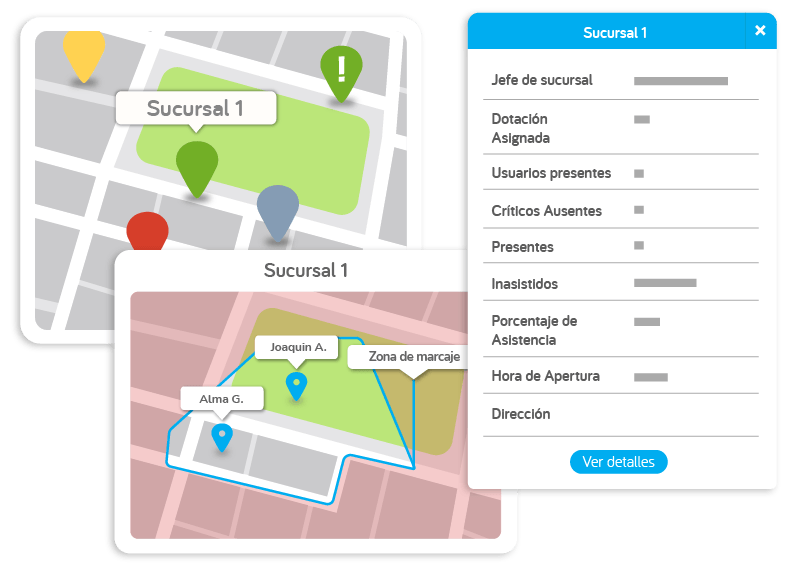 Sucursal 1
!
Sucursal 1
Joaquin A.
Zona de marcaje
Alma G.
Sucursal 1
×
Jefe de sucursal
Dotación
Asignada
Usuarios presentes
Críticos Ausentes
Presentes
Inasistidos
Porcentaje de
Asistencia
Hora de Apertura
Dirección
Ver detalles